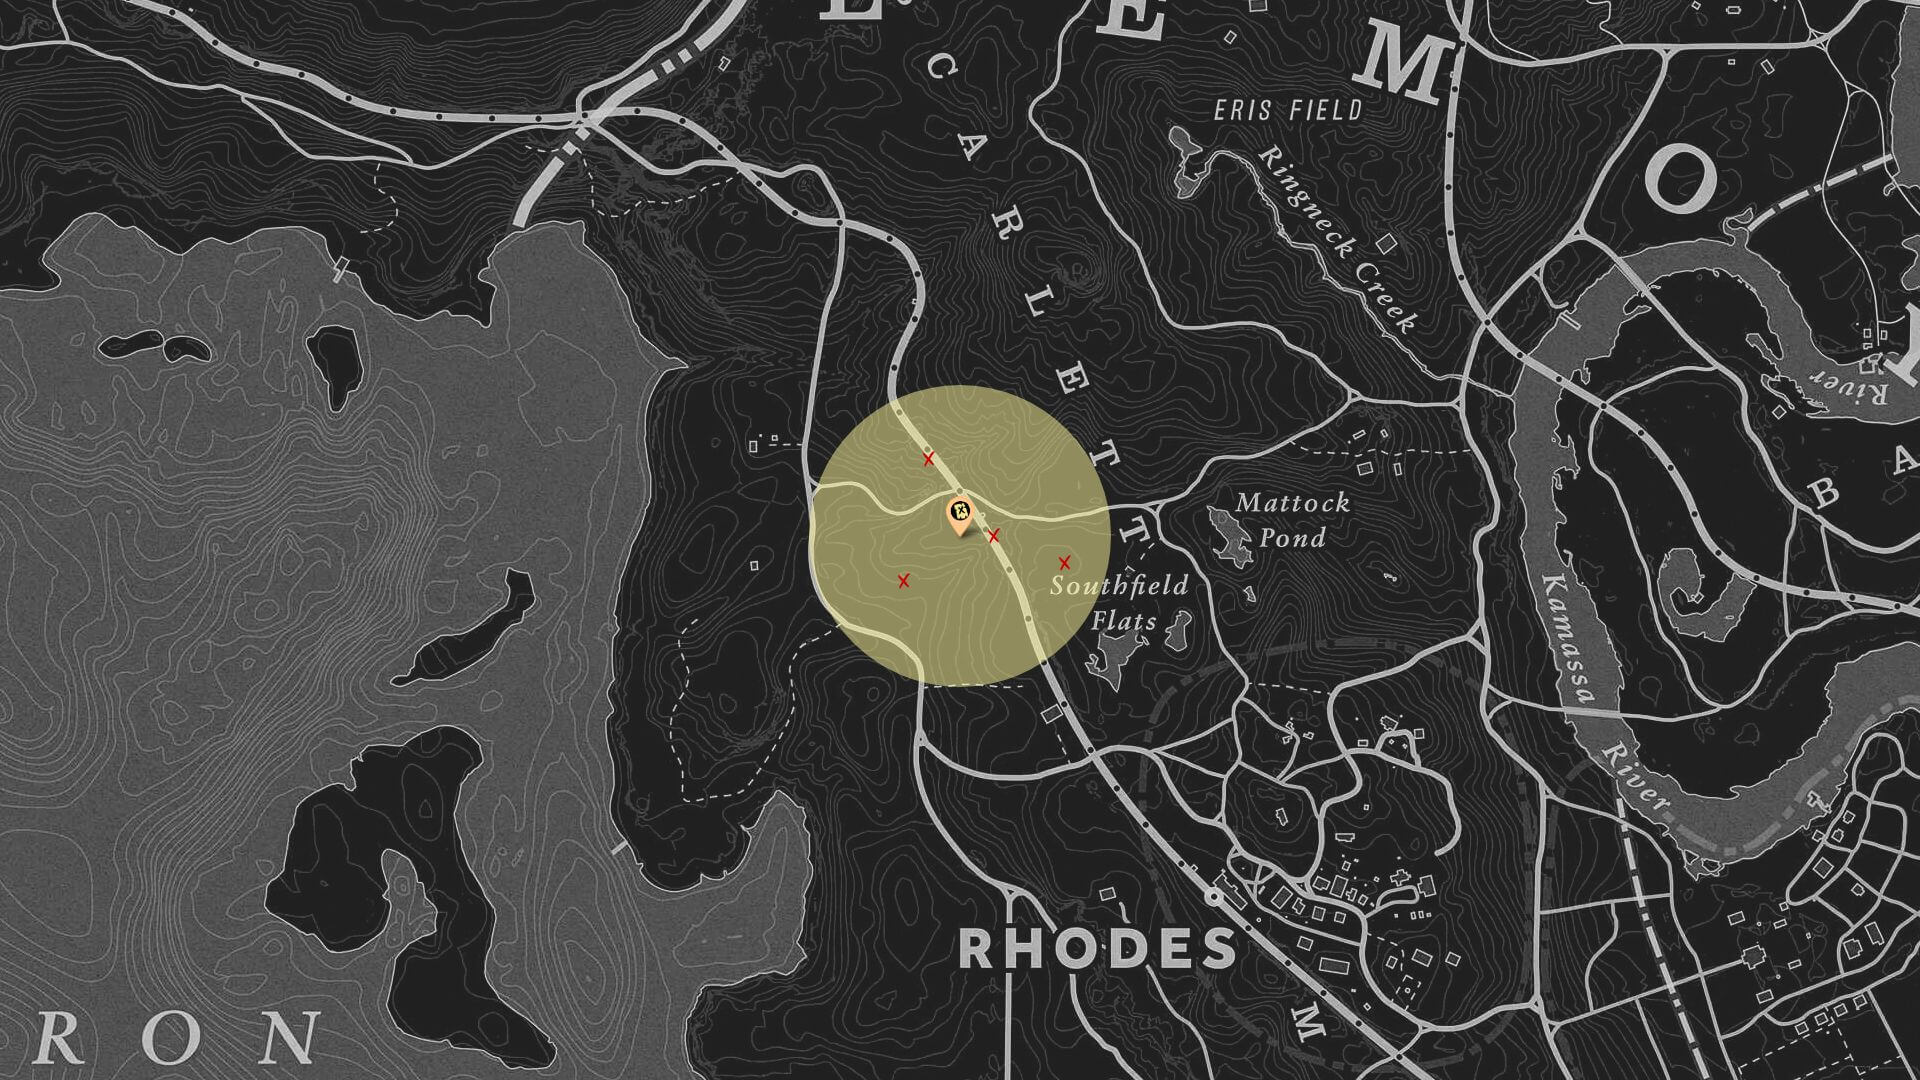 E
M
O
SCARLETT
ERIS FIELD
Ringneck Creek
River
B A
Mattock
Pond
Southfield
Flats
Kamassa
River
RHODES
M
R O N